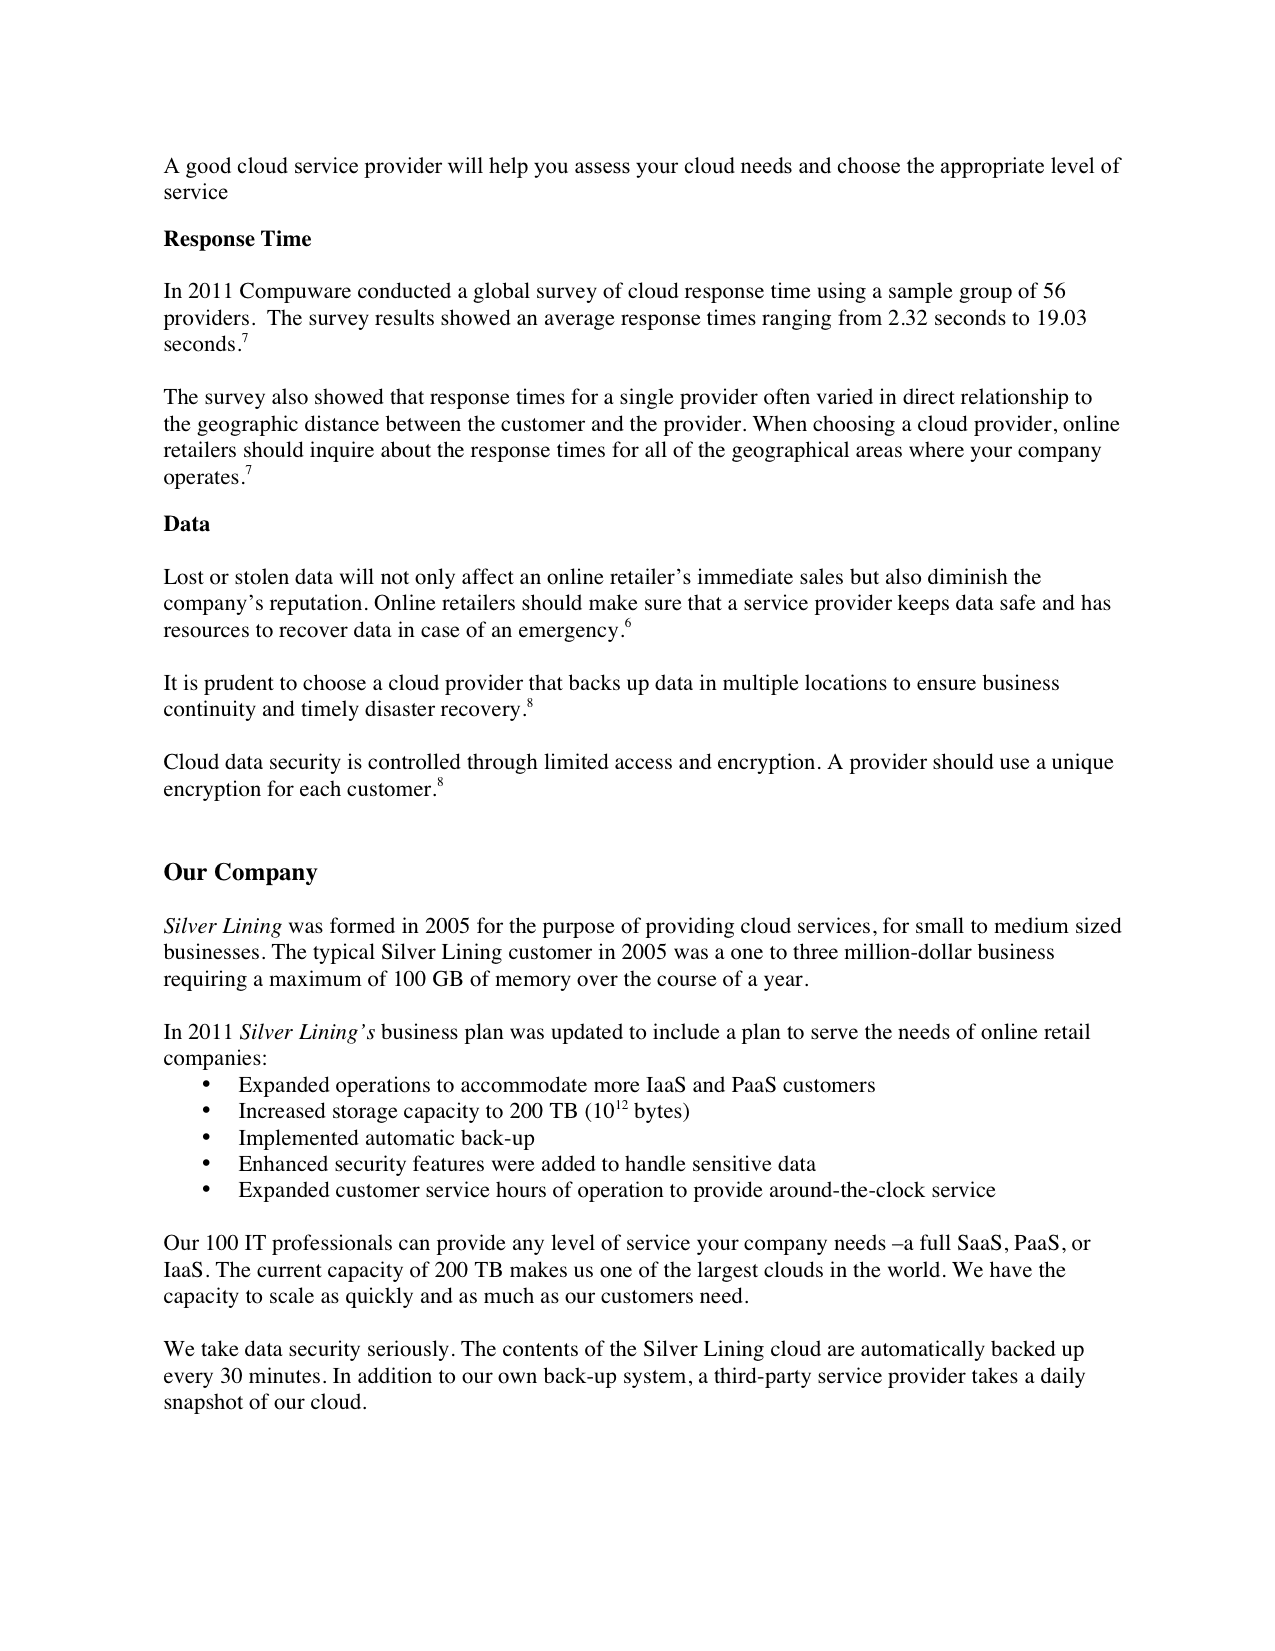 A good cloud service provider will help you assess your cloud needs and choose the appropriate level of
service
Response Time
In 2011 Compuware conducted a global survey of cloud response time using a sample group of 56
providers.  The survey results showed an average response times ranging from 2.32 seconds to 19.03
seconds.⁷
The survey also showed that response times for a single provider often varied in direct relationship to
the geographic distance between the customer and the provider. When choosing a cloud provider, online
retailers should inquire about the response times for all of the geographical areas where your company
operates.⁷
Data
Lost or stolen data will not only affect an online retailer’s immediate sales but also diminish the
company’s reputation. Online retailers should make sure that a service provider keeps data safe and has
resources to recover data in case of an emergency.⁶
It is prudent to choose a cloud provider that backs up data in multiple locations to ensure business
continuity and timely disaster recovery.⁸
Cloud data security is controlled through limited access and encryption. A provider should use a unique
encryption for each customer.⁸
Our Company
Silver Lining was formed in 2005 for the purpose of providing cloud services, for small to medium sized
businesses. The typical Silver Lining customer in 2005 was a one to three million-dollar business
requiring a maximum of 100 GB of memory over the course of a year.
In 2011 Silver Lining’s business plan was updated to include a plan to serve the needs of online retail
companies:
• Expanded operations to accommodate more IaaS and PaaS customers
• Increased storage capacity to 200 TB (10¹² bytes)
• Implemented automatic back-up
• Enhanced security features were added to handle sensitive data
• Expanded customer service hours of operation to provide around-the-clock service
Our 100 IT professionals can provide any level of service your company needs –a full SaaS, PaaS, or
IaaS. The current capacity of 200 TB makes us one of the largest clouds in the world. We have the
capacity to scale as quickly and as much as our customers need.
We take data security seriously. The contents of the Silver Lining cloud are automatically backed up
every 30 minutes. In addition to our own back-up system, a third-party service provider takes a daily
snapshot of our cloud.